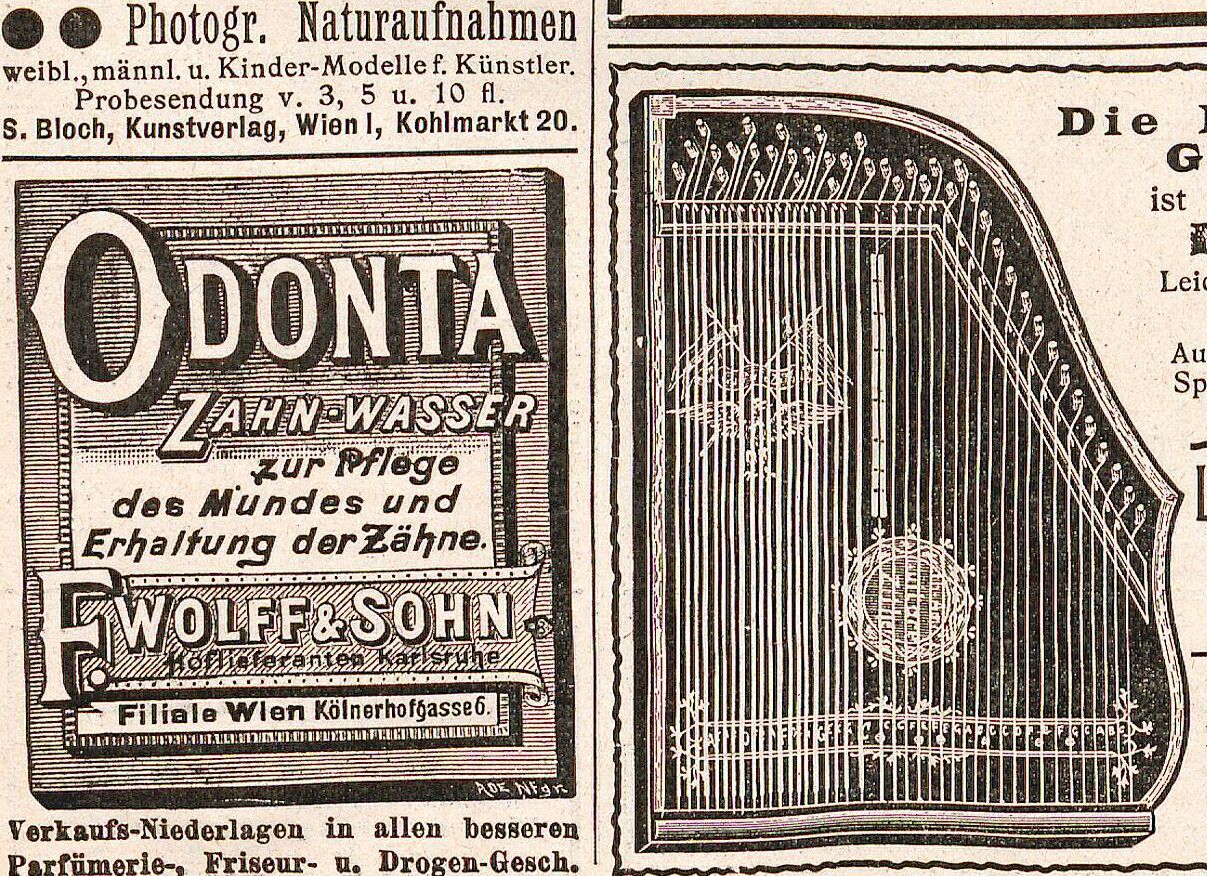 Photogr. Naturaufnahmen
weibl., männl. u. Kinder-Modelle f. Künstler.
Probesendung v. 3, 5 u. 10 fl.
S. Bloch, Kunstverlag, Wien I, Kohlmarkt 20.
ODONTA
ZAHN-WASSER
zur Pflege
des Mundes und
Erhaltung der Zähne.
F. WOLFF & SOHN
Hoflieferanten Karlsruhe
Filiale Wien Kölnerhofgasse 6.
Verkaufs-Niederlagen in allen besseren
Parfümerie-, Friseur- u. Drogen-Gesch.
Die
G
ist
Leic
Au
Sp